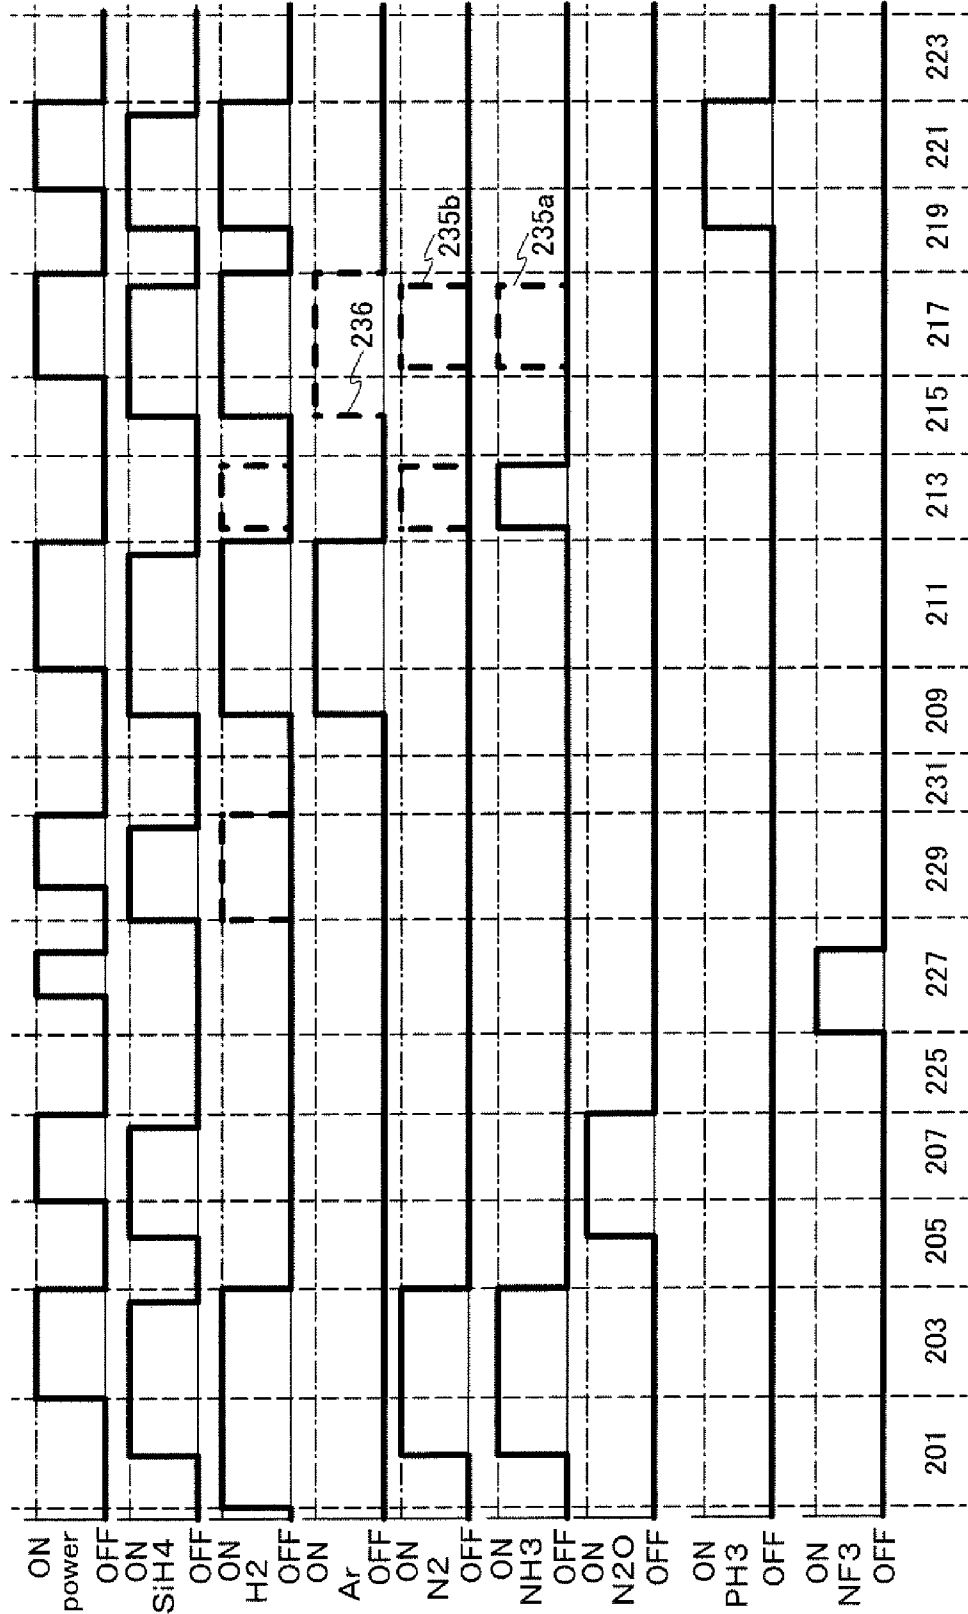 ON
power
OFF
ON
SiH4
OFF
ON
H2
OFF
ON
Ar
OFF
ON
N2
OFF
ON
NH3
OFF
ON
N2O
OFF
ON
PH3
OFF
ON
NF3
OFF
236
235b
235a
201
203
205
207
225
227
229
231
209
211
213
215
217
219
221
223